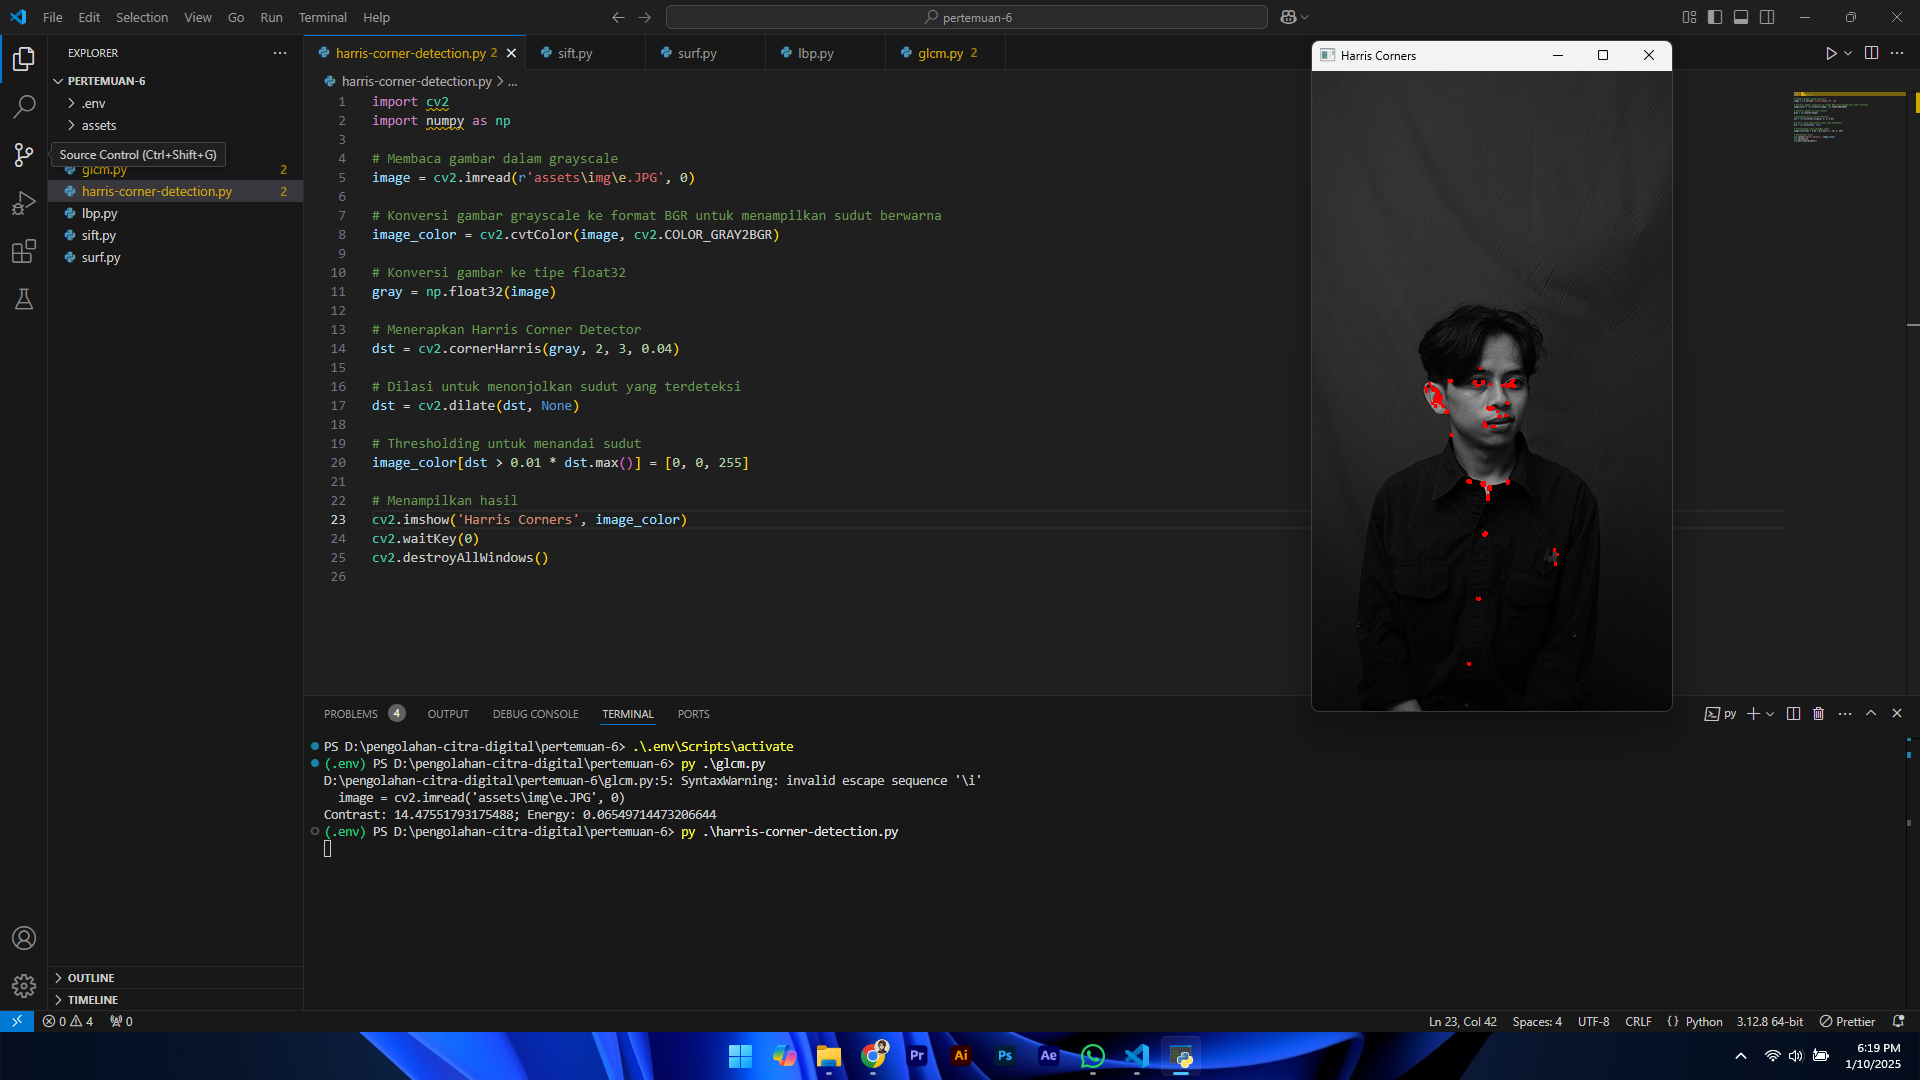 File Edit Selection View Go Run Terminal Help
pertemuan-6
EXPLORER
PERTEMUAN-6
.env
assets
Source Control (Ctrl+Shift+G)
glcm.py 2
harris-corner-detection.py 2
lbp.py
sift.py
surf.py
OUTLINE
TIMELINE
harris-corner-detection.py 2 sift.py surf.py lbp.py glcm.py 2
harris-corner-detection.py > ...
1 import cv2
2 import numpy as np
3
4 # Membaca gambar dalam grayscale
5 image = cv2.imread(r'assets\img\e.JPG', 0)
6
7 # Konversi gambar grayscale ke format BGR untuk menampilkan sudut berwarna
8 image_color = cv2.cvtColor(image, cv2.COLOR_GRAY2BGR)
9
10 # Konversi gambar ke tipe float32
11 gray = np.float32(image)
12
13 # Menerapkan Harris Corner Detector
14 dst = cv2.cornerHarris(gray, 2, 3, 0.04)
15
16 # Dilasi untuk menonjolkan sudut yang terdeteksi
17 dst = cv2.dilate(dst, None)
18
19 # Thresholding untuk menandai sudut
20 image_color[dst > 0.01 * dst.max()] = [0, 0, 255]
21
22 # Menampilkan hasil
23 cv2.imshow('Harris Corners', image_color)
24 cv2.waitKey(0)
25 cv2.destroyAllWindows()
26
Harris Corners
PROBLEMS 4 OUTPUT DEBUG CONSOLE TERMINAL PORTS
py
PS D:\pengolahan-citra-digital\pertemuan-6> .\.env\Scripts\activate
(.env) PS D:\pengolahan-citra-digital\pertemuan-6> py .\glcm.py
D:\pengolahan-citra-digital\pertemuan-6\glcm.py:5: SyntaxWarning: invalid escape sequence '\i'
image = cv2.imread('assets\img\e.JPG', 0)
Contrast: 14.47551793175488; Energy: 0.06549714473206644
(.env) PS D:\pengolahan-citra-digital\pertemuan-6> py .\harris-corner-detection.py
0 4 0
Ln 23, Col 42 Spaces: 4 UTF-8 CRLF {} Python 3.12.8 64-bit Prettier
Pr Ai Ps Ae
6:19 PM
1/10/2025